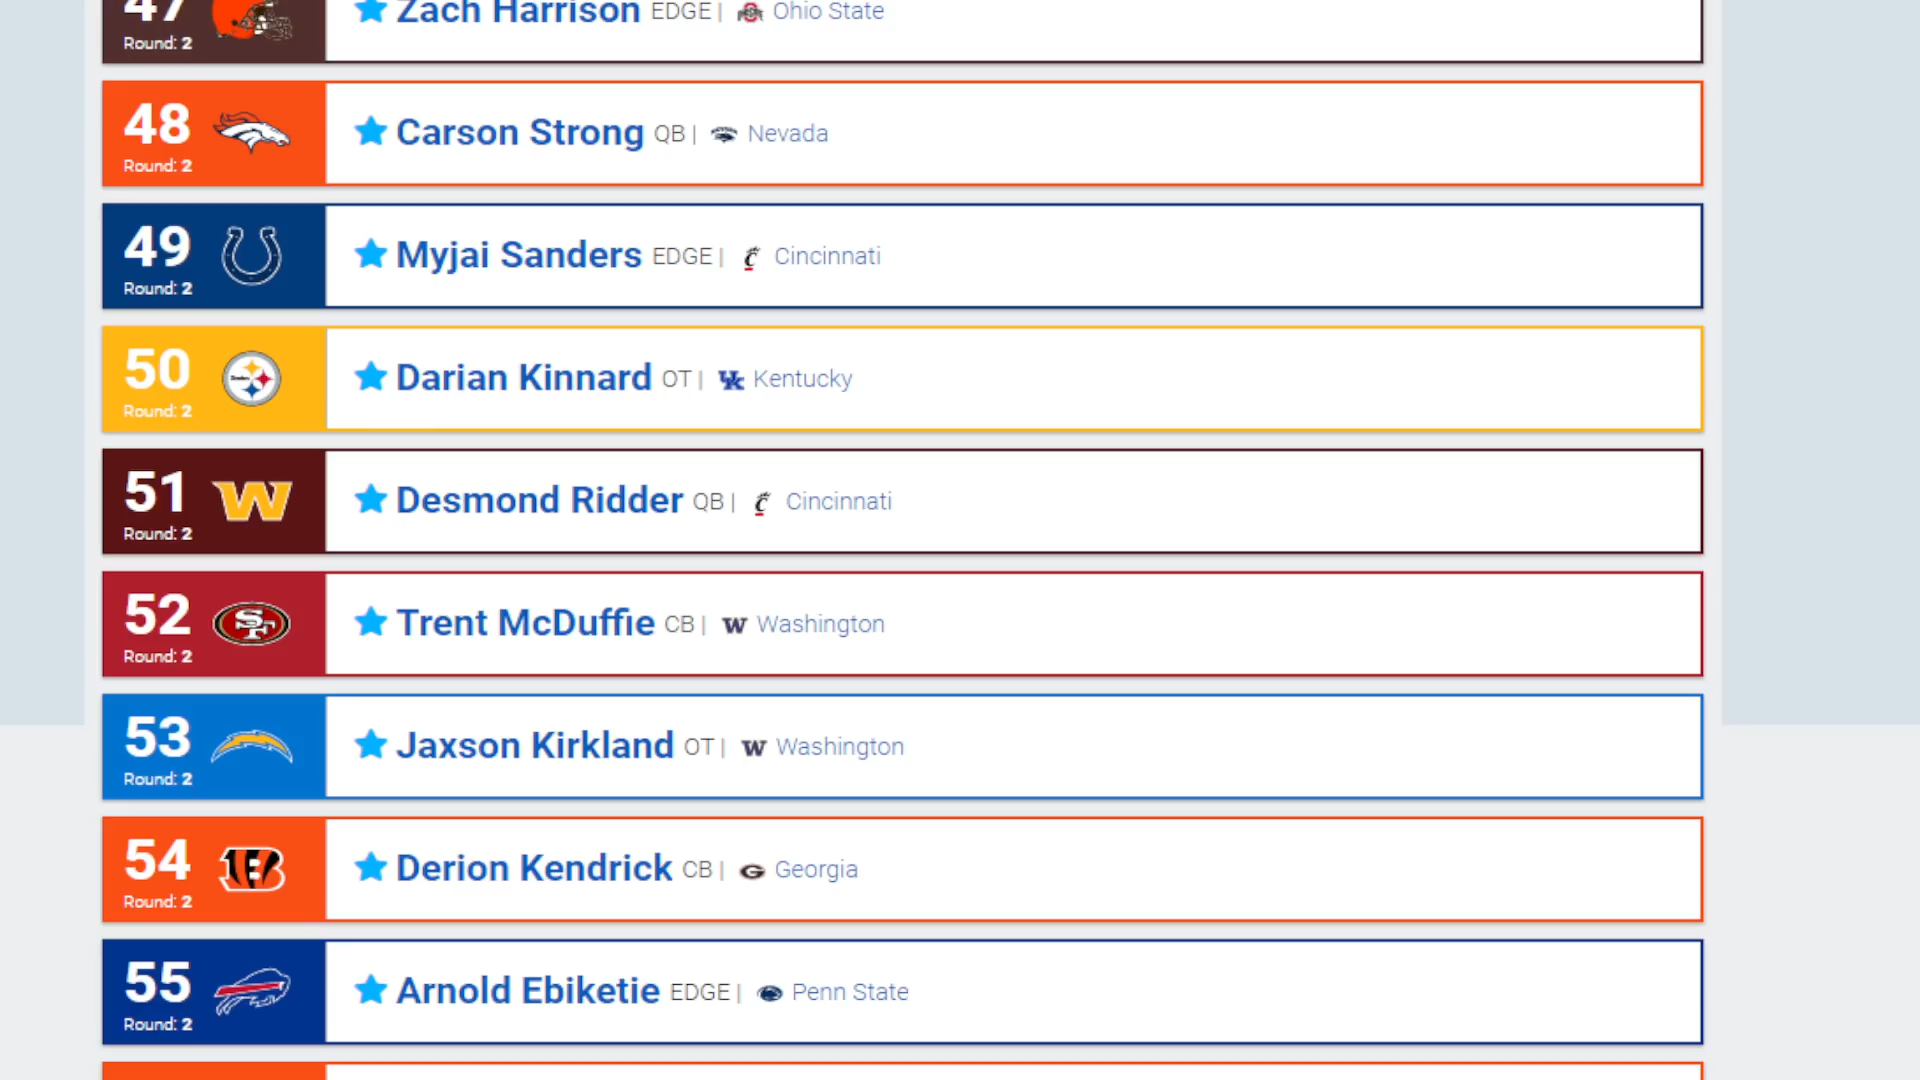 47 Zach Harrison EDGE | Ohio State
Round: 2
48 Carson Strong QB | Nevada
Round: 2
49 Myjai Sanders EDGE | Cincinnati
Round: 2
50 Darian Kinnard OT | Kentucky
Round: 2
51 W Desmond Ridder QB | Cincinnati
Round: 2
52 SF Trent McDuffie CB | W Washington
Round: 2
53 Jaxson Kirkland OT | W Washington
Round: 2
54 Derion Kendrick CB | G Georgia
Round: 2
55 Arnold Ebiketie EDGE | Penn State
Round: 2